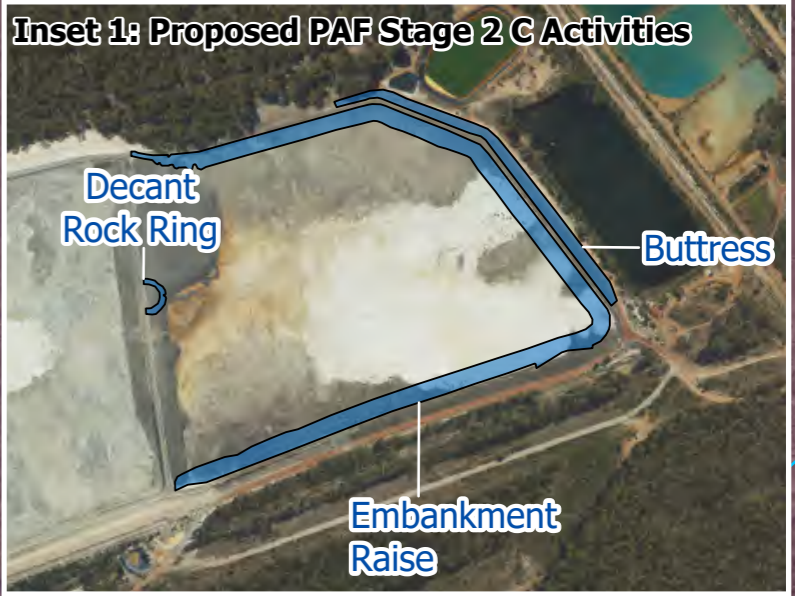 Inset 1: Proposed PAF Stage 2 C Activities
Decant
Rock Ring
Buttress
Embankment
Raise